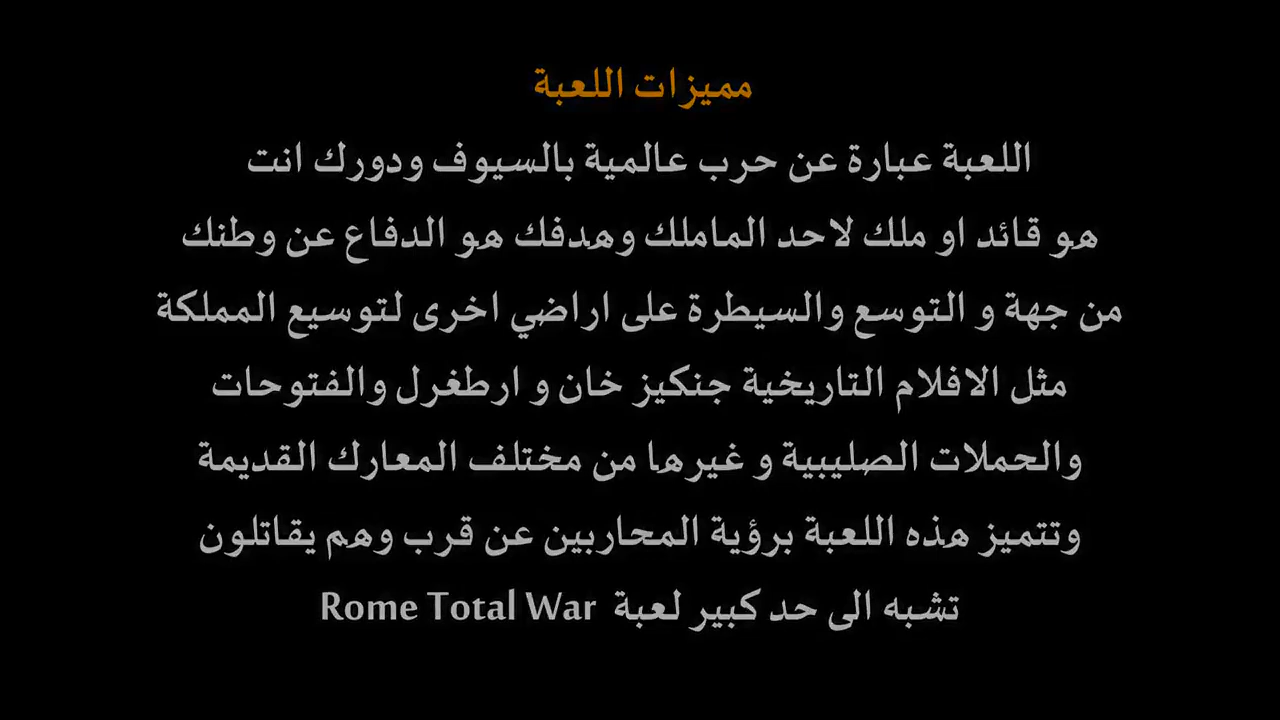 مميزات اللعبة
اللعبة عبارة عن حرب عالمية بالسيوف ودورك انت
هو قائد او ملك لاحد الماملك وهدفك هو الدفاع عن وطنك
من جهة و التوسع والسيطرة على اراضي اخرى لتوسيع المملكة
مثل الافلام التاريخية جنكيز خان و ارطغرل والفتوحات
والحملات الصليبية و غيرها من مختلف المعارك القديمة
وتتميز هذه اللعبة برؤية المحاربين عن قرب وهم يقاتلون
تشبه الى حد كبير لعبة Rome Total War